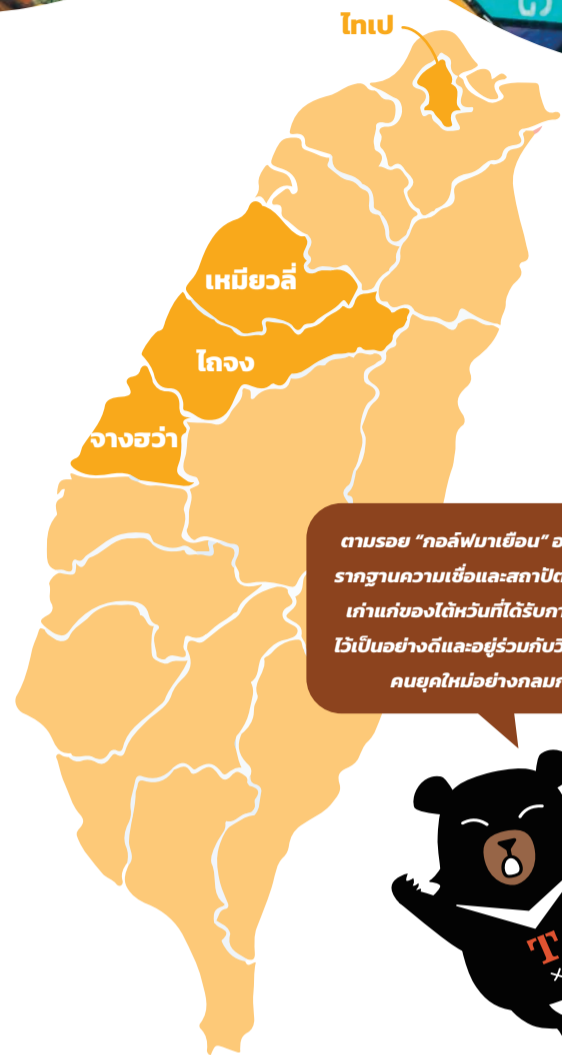 ไทเป
เหมียวลี่
ไถจง
จางฮว่า
ตามรอย “กอล์ฟมาเยือน”
รากฐานความเชื่อและสถาปัต
เก่าแก่ของไต้หวันที่ได้รับกา
ไว้เป็นอย่างดีและอยู่ร่วมกับวิ
คนยุคใหม่อย่างกลมก
T